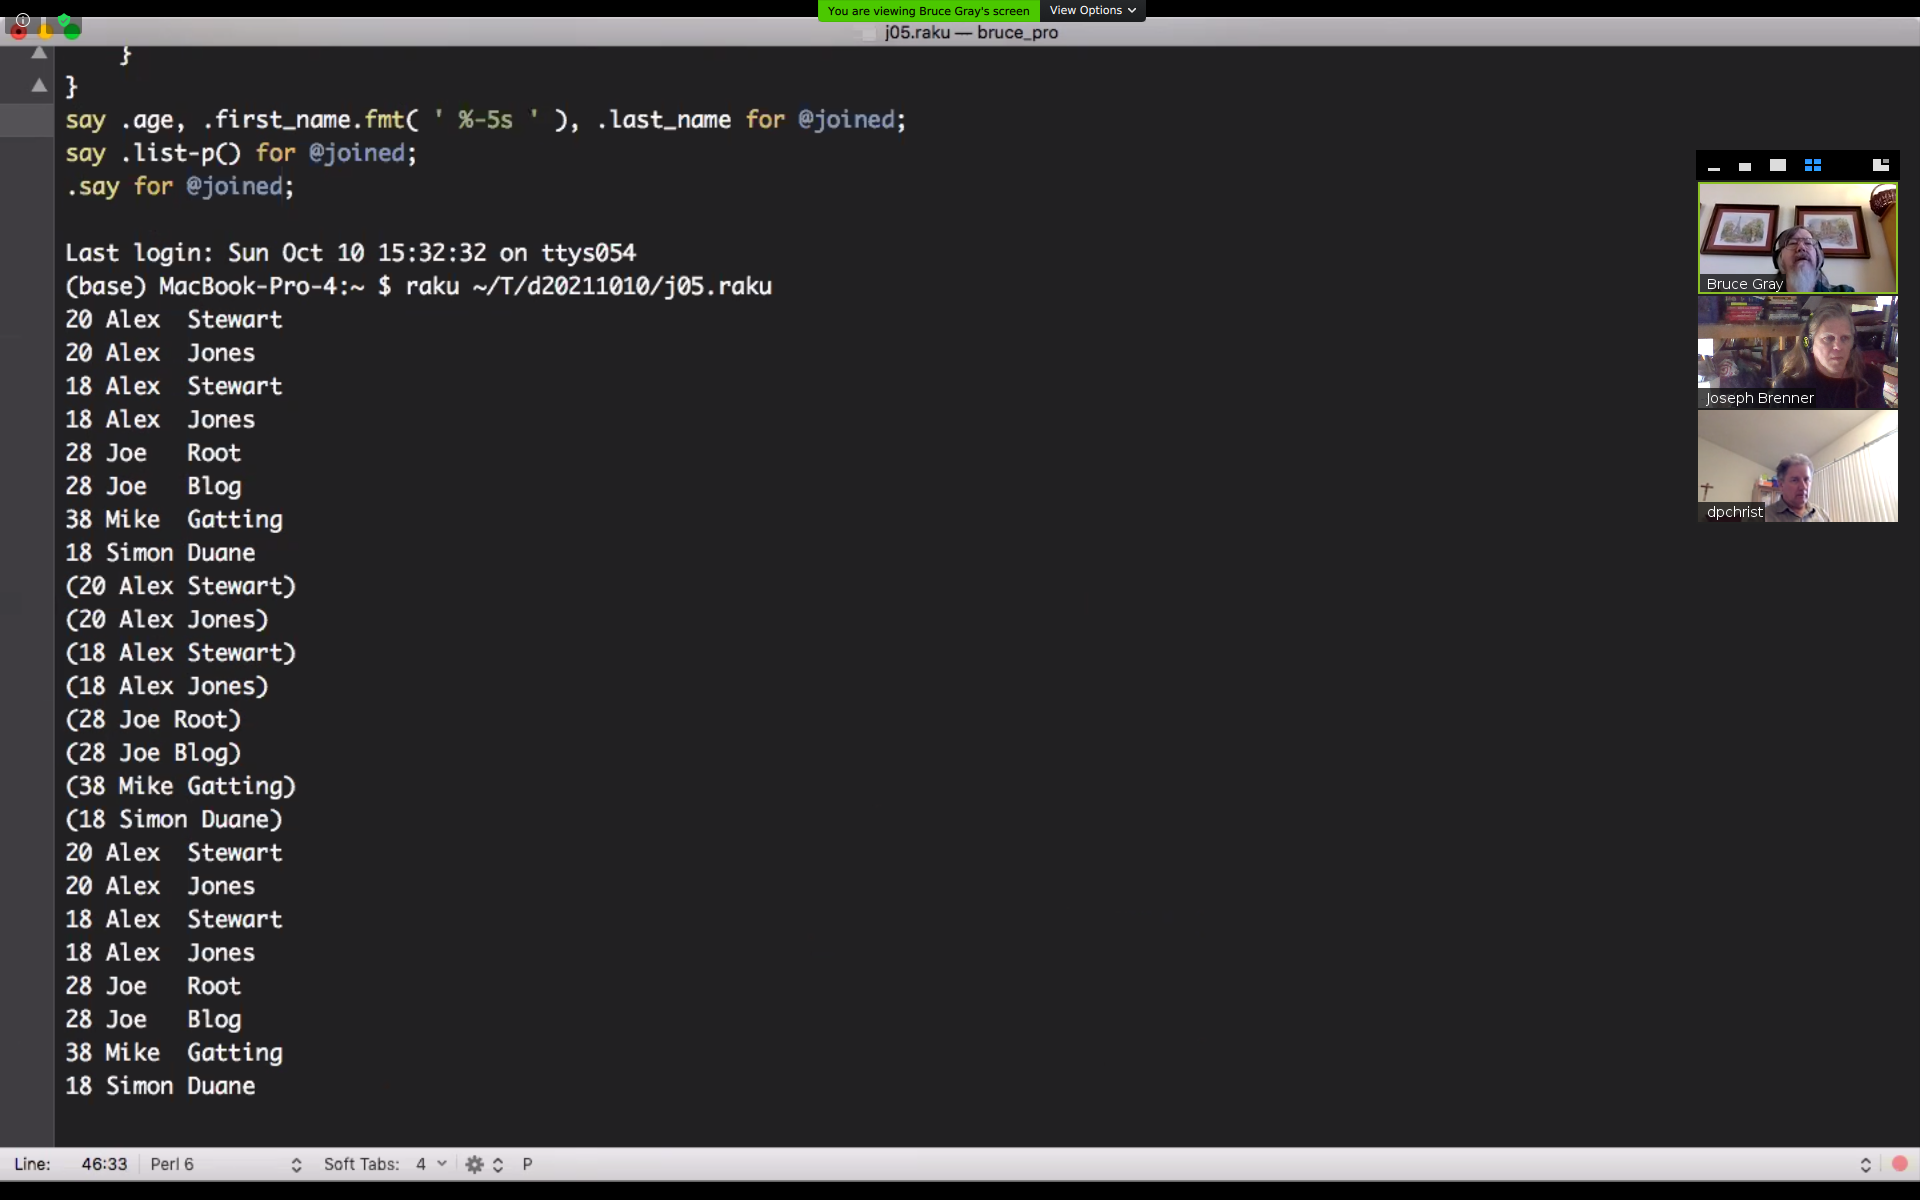 You are viewing Bruce Gray's screen
View Options
j05.raku — bruce_pro
}
}
say .age, .first_name.fmt( ' %-5s ' ), .last_name for @joined;
say .list-p() for @joined;
.say for @joined;
Last login: Sun Oct 10 15:32:32 on ttys054
(base) MacBook-Pro-4:~ $ raku ~/T/d20211010/j05.raku
20 Alex  Stewart
20 Alex  Jones
18 Alex  Stewart
18 Alex  Jones
28 Joe   Root
28 Joe   Blog
38 Mike  Gatting
18 Simon Duane
(20 Alex Stewart)
(20 Alex Jones)
(18 Alex Stewart)
(18 Alex Jones)
(28 Joe Root)
(28 Joe Blog)
(38 Mike Gatting)
(18 Simon Duane)
20 Alex  Stewart
20 Alex  Jones
18 Alex  Stewart
18 Alex  Jones
28 Joe   Root
28 Joe   Blog
38 Mike  Gatting
18 Simon Duane
Bruce Gray
Joseph Brenner
dpchrist
Line: 46:33 Perl 6 Soft Tabs: 4 P